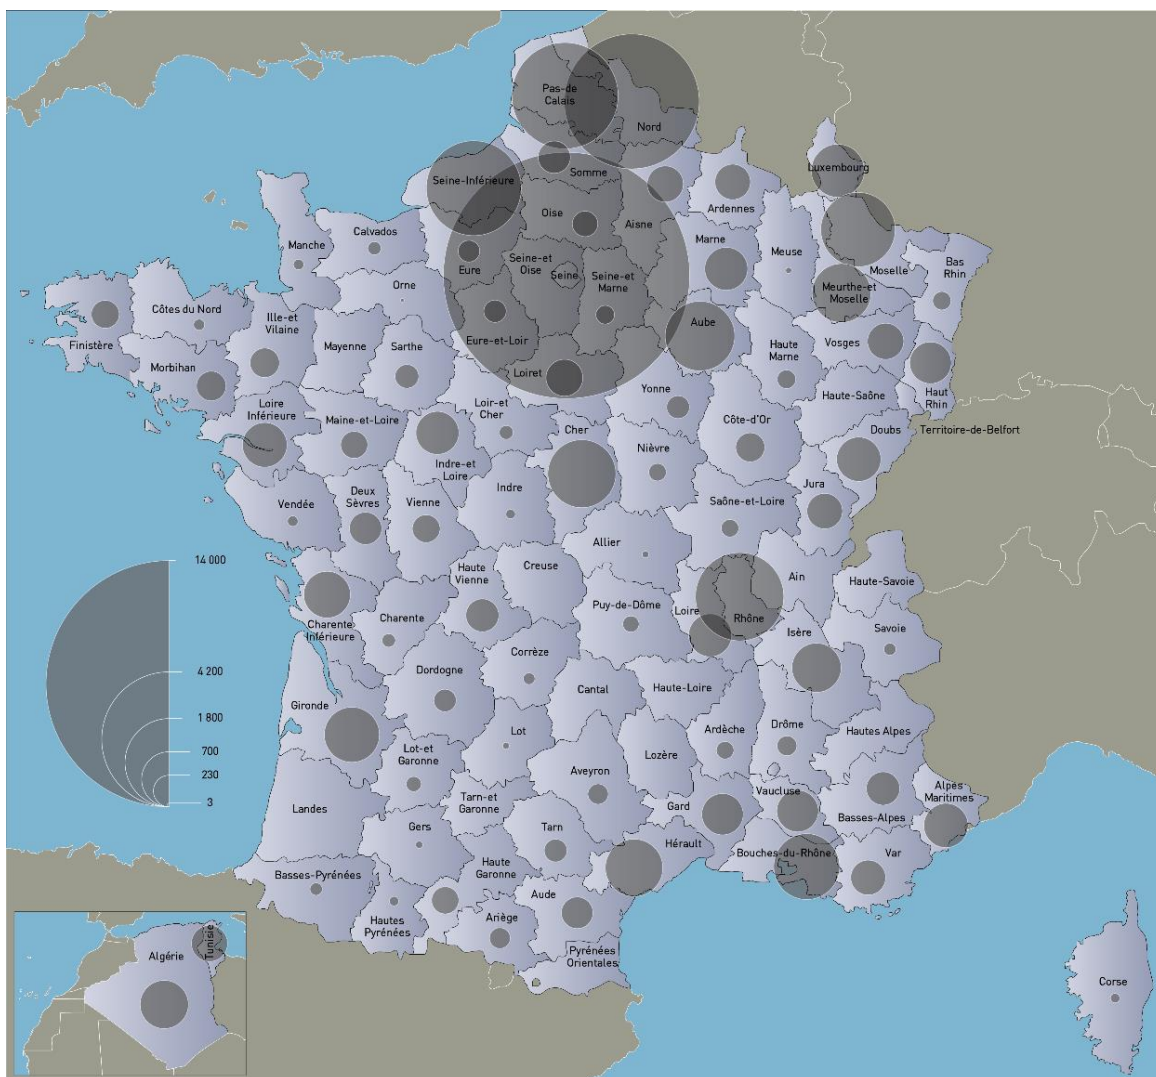 Pas-de
Calais
Nord
Luxembourg
Seine-Inférieure
Somme
Ardennes
Oise
Aisne
Marne
Meuse
Moselle
Bas
Rhin
Calvados
Manche
Eure
Seine-et
Oise
Seine
Seine-et
Marne
Meurthe-et
Moselle
Orne
Côtes du Nord
Ille-et
Vilaine
Finistère
Mayenne
Sarthe
Eure-et-Loir
Aube
Haute
Marne
Vosges
Morbihan
Loiret
Yonne
Haute-Saône
Haut
Rhin
Loire
Inférieure
Maine-et-Loire
Loir-et
Cher
Cher
Côte-d'Or
Doubs
Territoire-de-Belfort
Indre-et
Loire
Nièvre
Jura
Vendée
Deux
Sèvres
Vienne
Indre
Saône-et-Loire
Allier
14 000
4 200
1 800
700
230
3
Haute
Vienne
Creuse
Ain
Haute-Savoie
Charente
Inférieure
Charente
Puy-de-Dôme
Loire
Rhône
Isère
Savoie
Corrèze
Dordogne
Cantal
Haute-Loire
Gironde
Lot
Ardèche
Drôme
Hautes Alpes
Lot-et
Garonne
Aveyron
Lozère
Landes
Tarn-et
Garonne
Gard
Vaucluse
Basses-Alpes
Alpes
Maritimes
Gers
Tarn
Hérault
Bouches-du-Rhône
Var
Basses-Pyrénées
Haute
Garonne
Aude
Hautes
Pyrénées
Ariège
Pyrénées
Orientales
Algérie
Tunisie
Corse